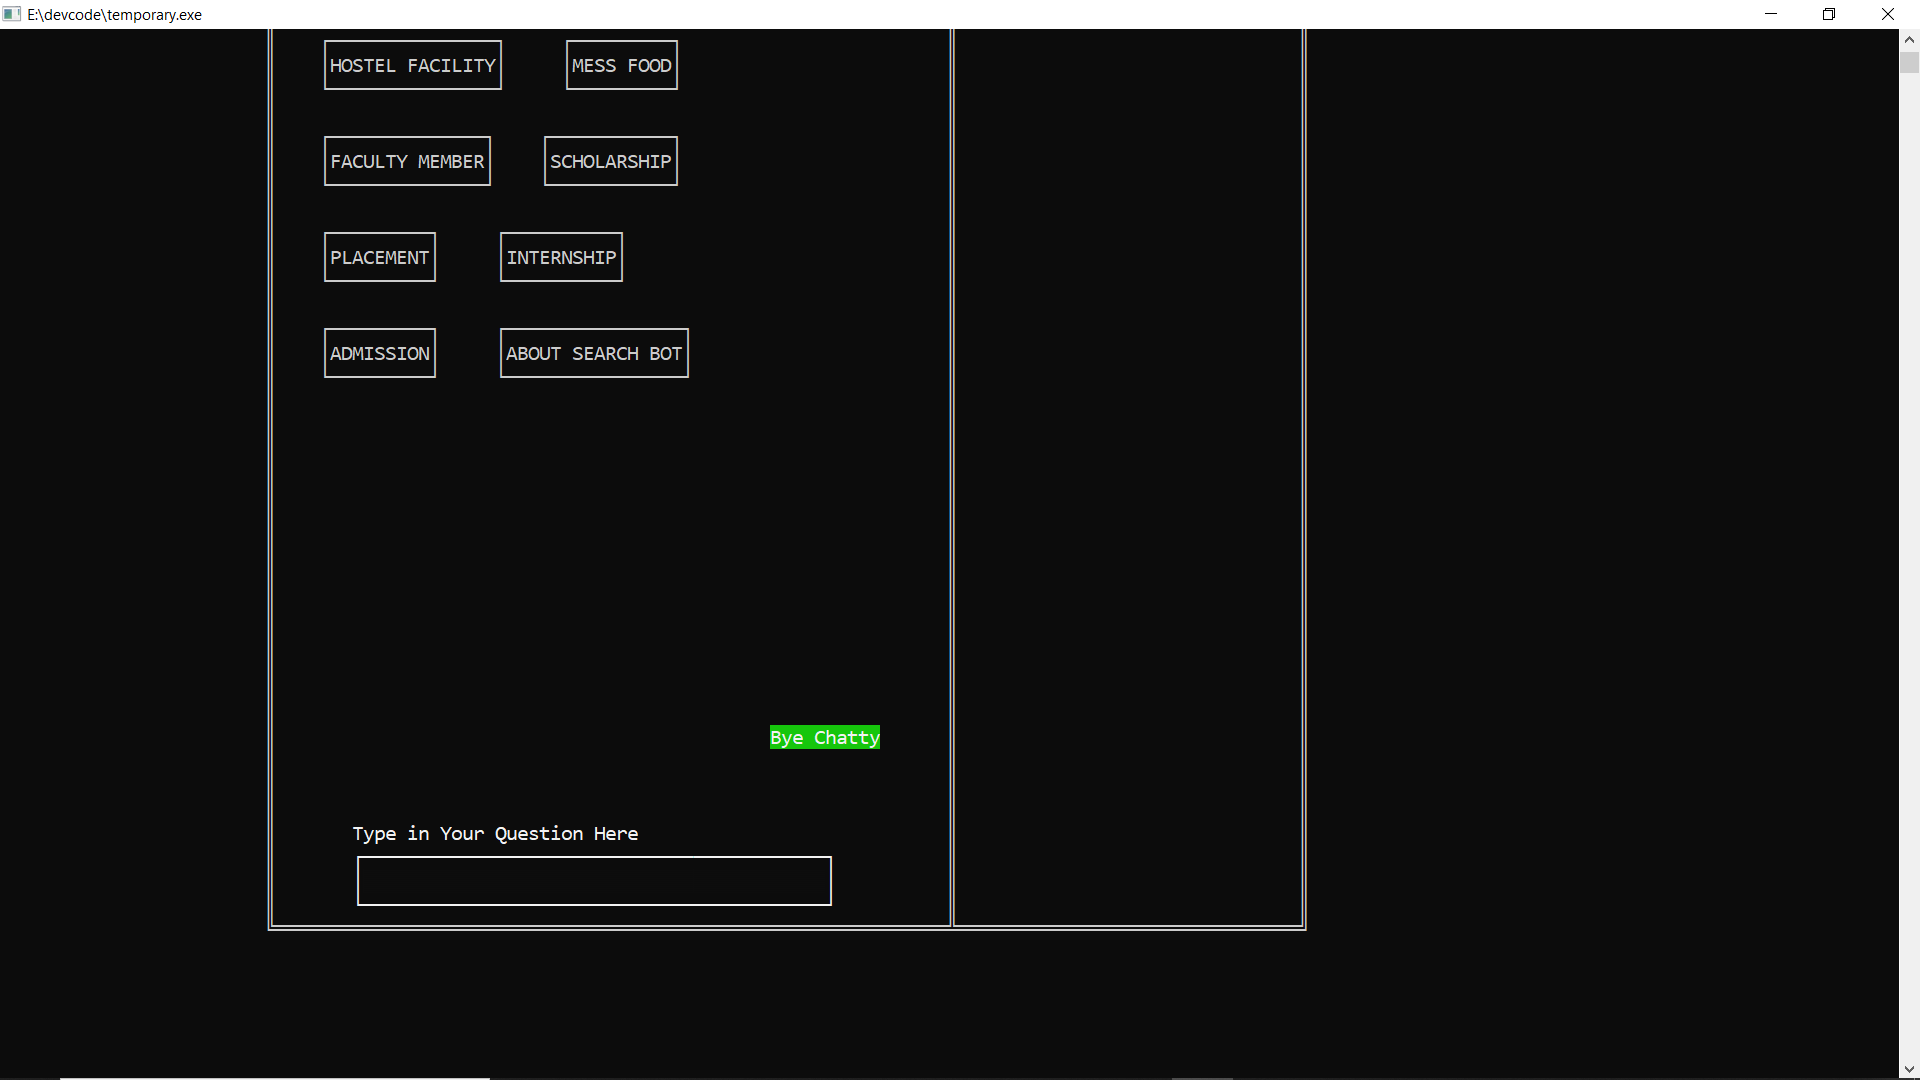 E:\devcode\temporary.exe
HOSTEL FACILITY MESS FOOD
FACULTY MEMBER SCHOLARSHIP
PLACEMENT INTERNSHIP
ADMISSION ABOUT SEARCH BOT
Bye Chatty
Type in Your Question Here